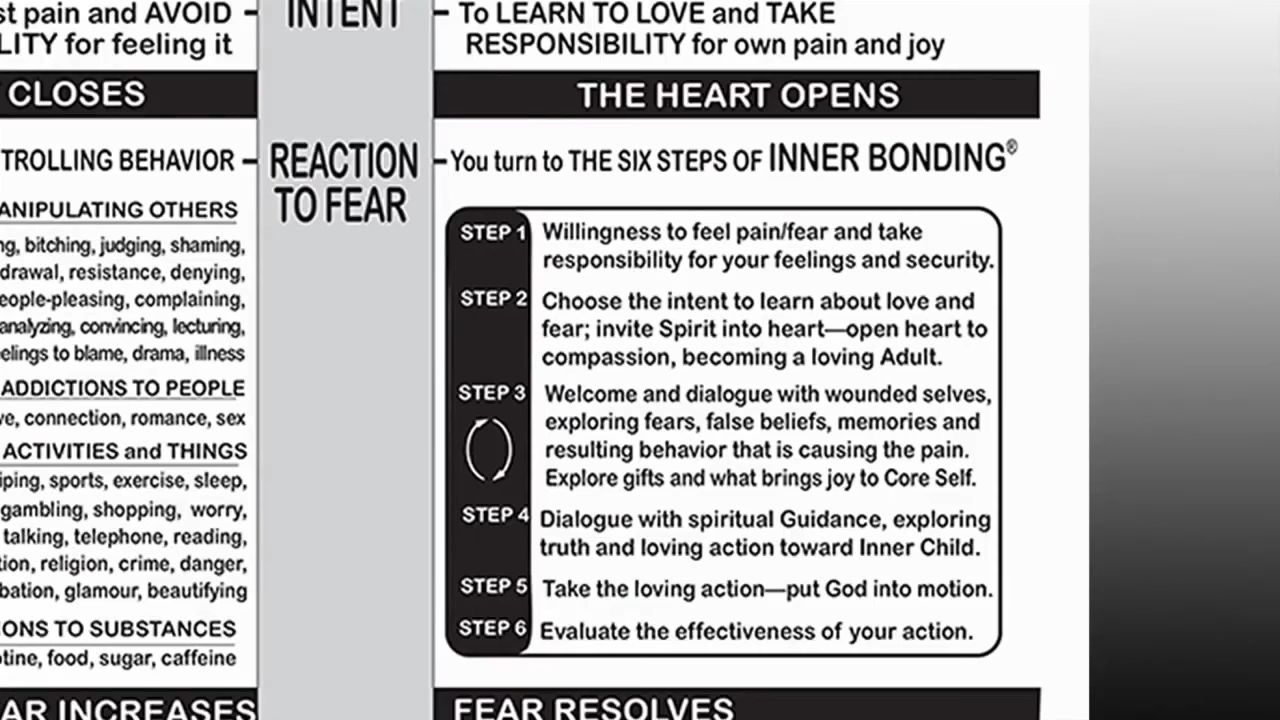 st pain and AVOID
LITY for feeling it
CLOSES
TROLLING BEHAVIOR –
ANIPULATING OTHERS
ng, bitching, judging, shaming,
drawal, resistance, denying,
eople-pleasing, complaining,
analyzing, convincing, lecturing,
elings to blame, drama, illness
ADDICTIONS TO PEOPLE
ve, connection, romance, sex
ACTIVITIES and THINGS
iping, sports, exercise, sleep,
gambling, shopping, worry,
talking, telephone, reading,
tion, religion, crime, danger,
bation, glamour, beautifying
IONS TO SUBSTANCES
otine, food, sugar, caffeine
AR INCREASES
INTENT
REACTION
TO FEAR
– To LEARN TO LOVE and TAKE
RESPONSIBILITY for own pain and joy
THE HEART OPENS
– You turn to THE SIX STEPS OF INNER BONDING®
STEP 1 Willingness to feel pain/fear and take
responsibility for your feelings and security.
STEP 2 Choose the intent to learn about love and
fear; invite Spirit into heart—open heart to
compassion, becoming a loving Adult.
STEP 3 Welcome and dialogue with wounded selves,
exploring fears, false beliefs, memories and
resulting behavior that is causing the pain.
Explore gifts and what brings joy to Core Self.
STEP 4 Dialogue with spiritual Guidance, exploring
truth and loving action toward Inner Child.
STEP 5 Take the loving action—put God into motion.
STEP 6 Evaluate the effectiveness of your action.
FEAR RESOLVES